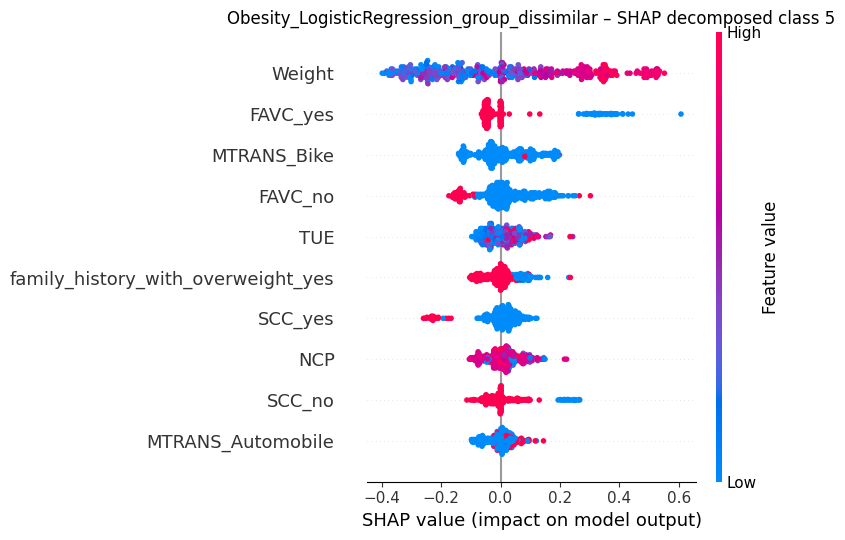 Obesity_LogisticRegression_group_dissimilar – SHAP decomposed class 5
High
Weight
FAVC_yes
MTRANS_Bike
FAVC_no
TUE
family_history_with_overweight_yes
SCC_yes
NCP
SCC_no
MTRANS_Automobile
Feature value
Low
−0.4 −0.2 0.0 0.2 0.4 0.6
SHAP value (impact on model output)